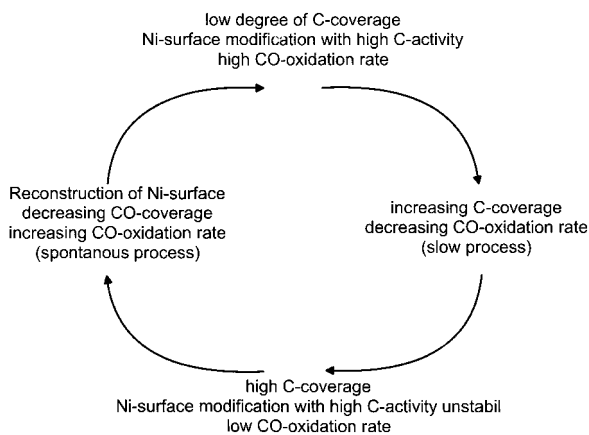 low degree of C-coverage
Ni-surface modification with high C-activity
high CO-oxidation rate
increasing C-coverage
decreasing CO-oxidation rate
(slow process)
high C-coverage
Ni-surface modification with high C-activity unstabil
low CO-oxidation rate
Reconstruction of Ni-surface
decreasing CO-coverage
increasing CO-oxidation rate
(spontanous process)